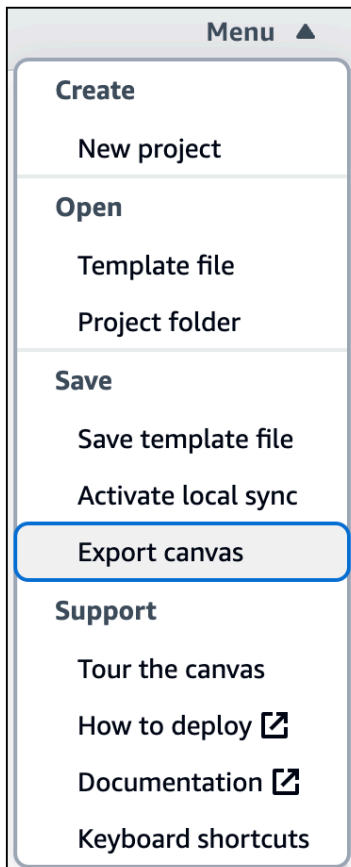 Menu
Create
New project
Open
Template file
Project folder
Save
Save template file
Activate local sync
Export canvas
Support
Tour the canvas
How to deploy
Documentation
Keyboard shortcuts